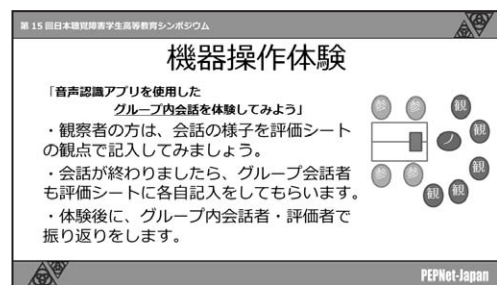 第15回日本聴覚障害学生高等教育シンポジウム
機器操作体験
「音声認識アプリを使用した
グループ内会話を体験してみよう」
・観察者の方は、会話の様子を評価シート
の観点で記入してみましょう。
・会話が終わりましたら、グループ会話者
も評価シートに各自記入をしてもらいます。
・体験後に、グループ内会話者・評価者で
振り返りをします。
参 参 観
ノ 観
参 参 観
観 観
PEPNet-Japan